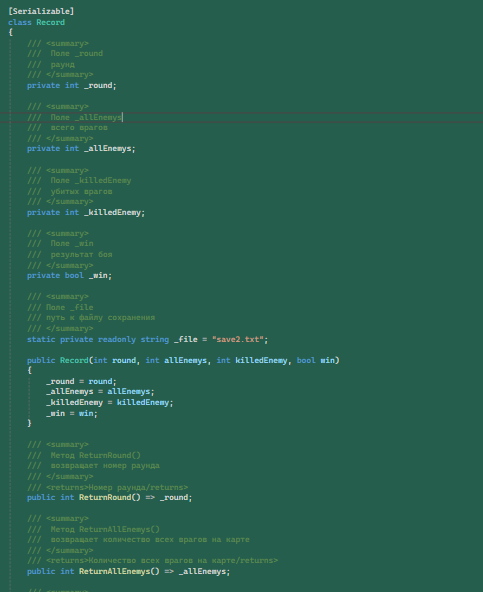 [Serializable]
class Record
{
/// <summary>
/// Поле _round
/// раунд
/// </summary>
private int _round;
/// <summary>
/// Поле _allEnemys
/// всего врагов
/// </summary>
private int _allEnemys;
/// <summary>
/// Поле _killedEnemy
/// убитых врагов
/// </summary>
private int _killedEnemy;
/// <summary>
/// Поле _win
/// результат боя
/// </summary>
private bool _win;
/// <summary>
/// Поле _file
/// путь к файлу сохранения
/// </summary>
static private readonly string _file = "save2.txt";
public Record(int round, int allEnemys, int killedEnemy, bool win)
{
_round = round;
_allEnemys = allEnemys;
_killedEnemy = killedEnemy;
_win = win;
}
/// <summary>
/// Метод ReturnRound()
/// возвращает номер раунда
/// </summary>
/// <returns>Номер раунда/returns>
public int ReturnRound() => _round;
/// <summary>
/// Метод ReturnAllEnemys()
/// возвращает количество всех врагов на карте
/// </summary>
/// <returns>Количество всех врагов на карте/returns>
public int ReturnAllEnemys() => _allEnemys;